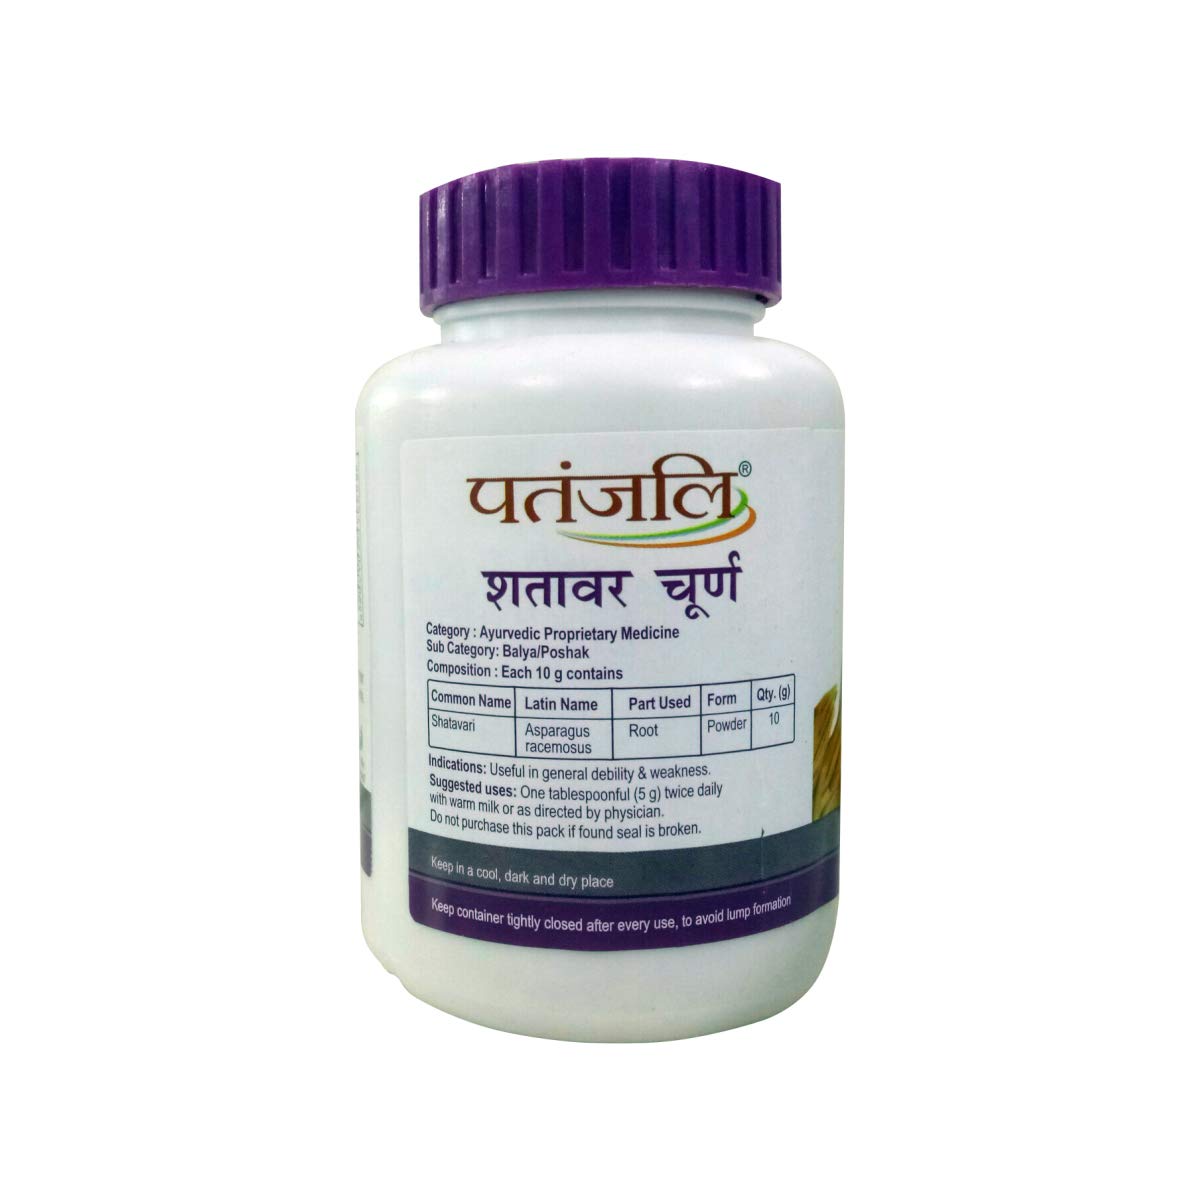 पतंजलि®
शतावर चूर्ण
Category : Ayurvedic Proprietary Medicine
Sub Category: Balya/Poshak
Composition : Each 10 g contains
Common Name Latin Name Part Used Form Qty. (g)
Shatavari Asparagus Root Powder 10
racemosus
Indications: Useful in general debility & weakness.
Suggested uses: One tablespoonful (5 g) twice daily
with warm milk or as directed by physician.
Do not purchase this pack if found seal is broken.
Keep in a cool, dark and dry place
Keep container tightly closed after every use, to avoid lump formation